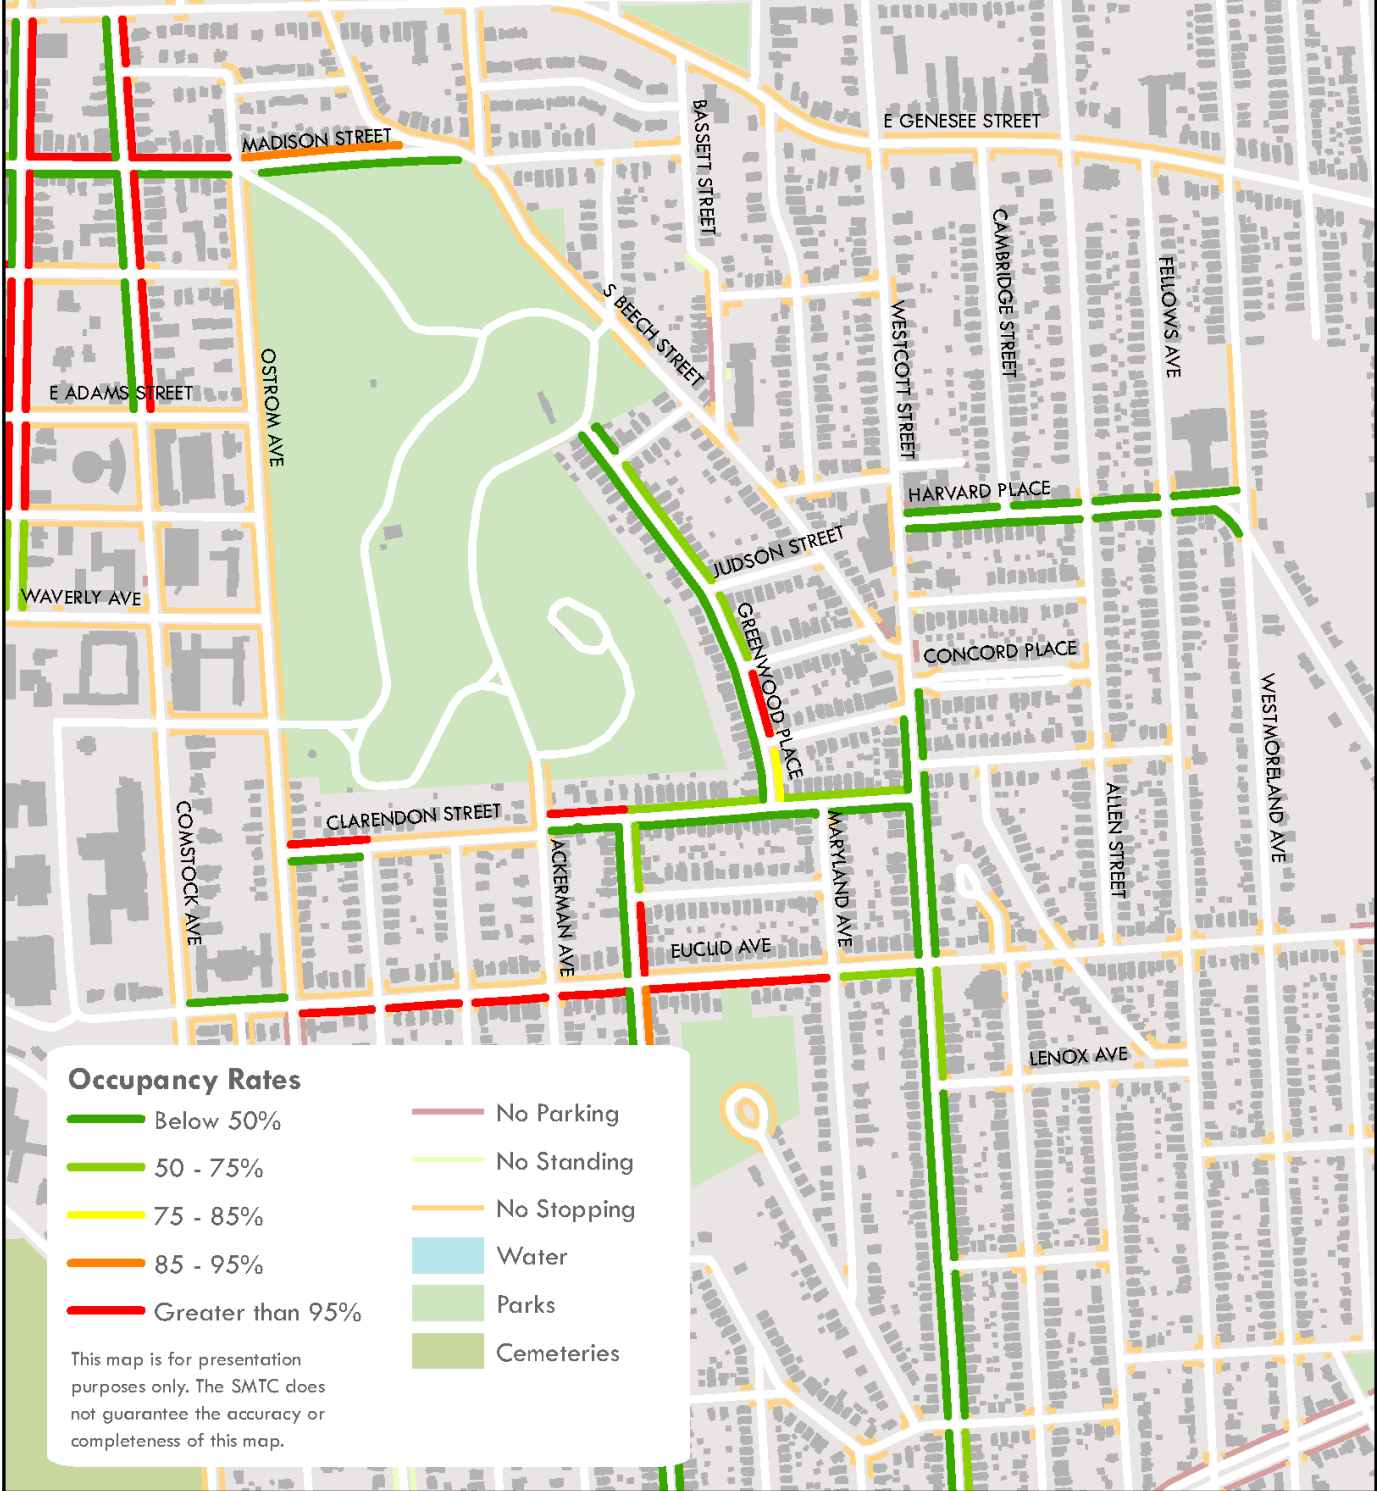 E GENESEE STREET
MADISON STREET
BASSETT STREET
CAMBRIDGE STREET
FELLOWS AVE
S BEECH STREET
WESTCOTT STREET
OSTROM AVE
E ADAMS STREET
HARVARD PLACE
JUDSON STREET
WAVERLY AVE
GREENWOOD PLACE
CONCORD PLACE
WESTMORELAND AVE
CLARENDON STREET
COMSTOCK AVE
ACKERMAN AVE
MARYLAND AVE
ALLEN STREET
EUCLID AVE
LENOX AVE
Occupancy Rates
Below 50%
50 - 75%
75 - 85%
85 - 95%
Greater than 95%
This map is for presentation
purposes only. The SMTC does
not guarantee the accuracy or
completeness of this map.
No Parking
No Standing
No Stopping
Water
Parks
Cemeteries